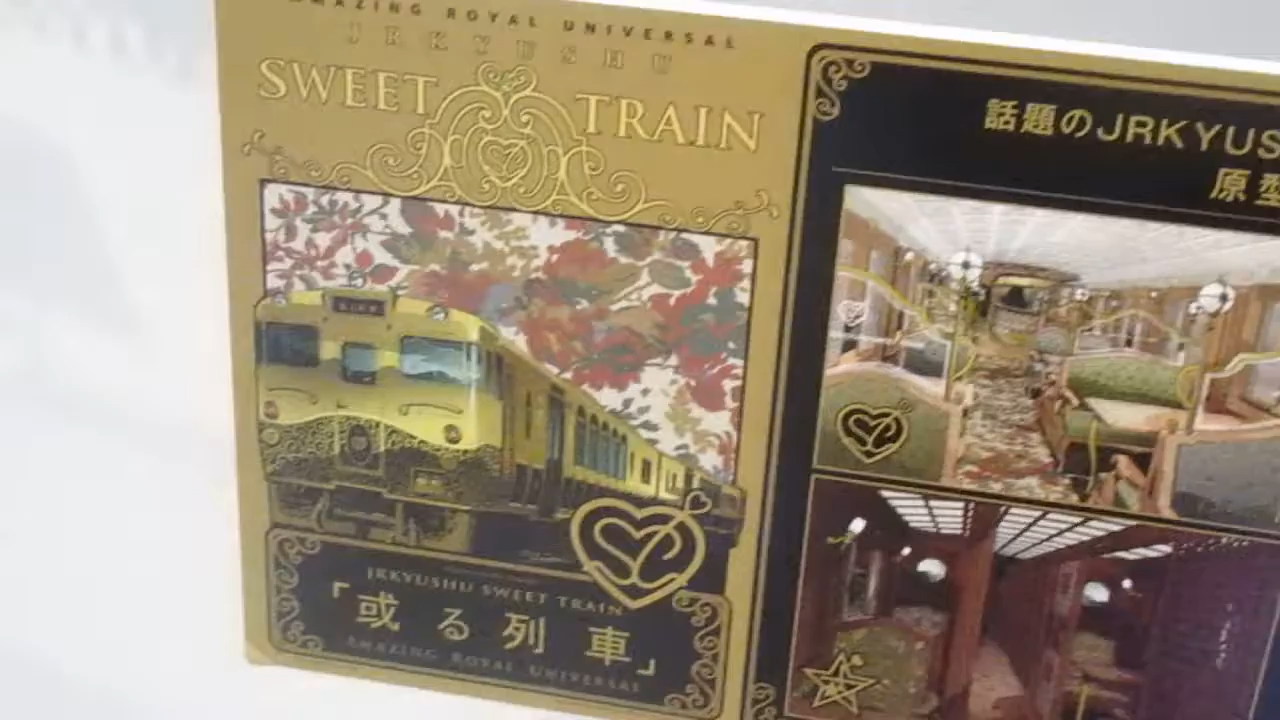 AMAZING ROYAL UNIVERSAL
JRKYUSHU
SWEET TRAIN
JRKYUSHU SWEET TRAIN
「或る列車」
AMAZING ROYAL UNIVERSAL
話題のJRKYUS
原型